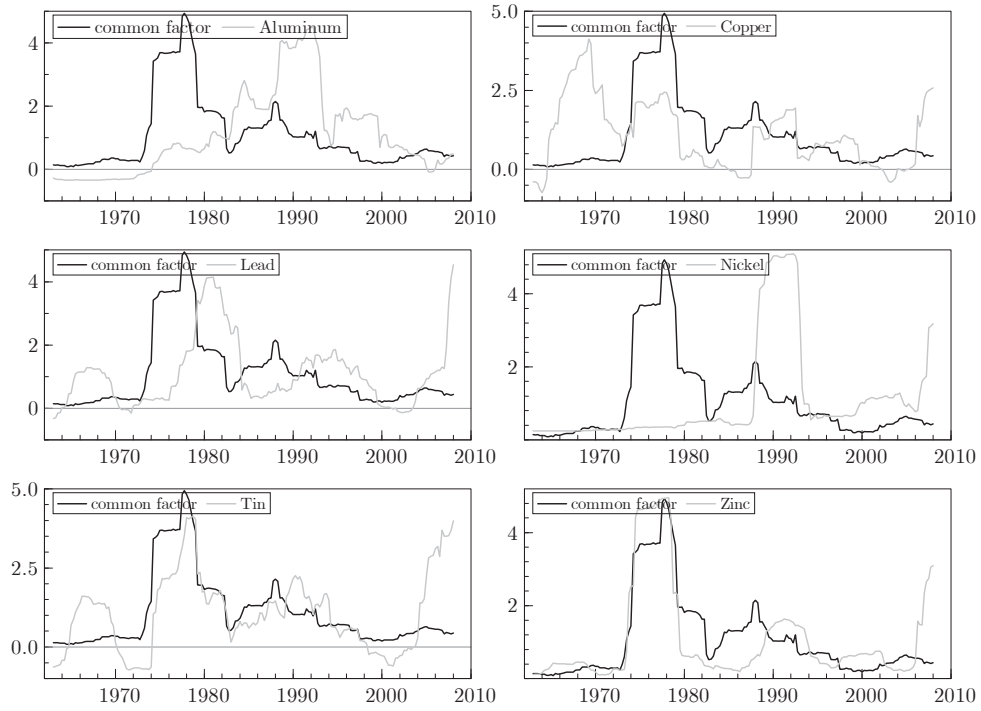 common factor Aluminum
4
2
0
1970 1980 1990 2000 2010
common factor Copper
5.0
2.5
0.0
1970 1980 1990 2000 2010
common factor Lead
4
2
0
1970 1980 1990 2000 2010
common factor Nickel
4
2
1970 1980 1990 2000 2010
common factor Tin
5.0
2.5
0.0
1970 1980 1990 2000 2010
common factor Zinc
4
2
1970 1980 1990 2000 2010